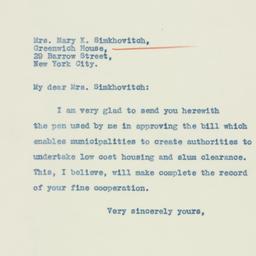 Mrs. Mary K. Simkhovitch,
Greenwich House,
29 Barrow Street,
New York City.
My dear Mrs. Simkhovitch:
I am very glad to send you herewith
the pen used by me in approving the bill which
enables municipalities to create authorities to
undertake low cost housing and slum clearance.
This, I believe, will make complete the record
of your fine cooperation.
Very sincerely yours,